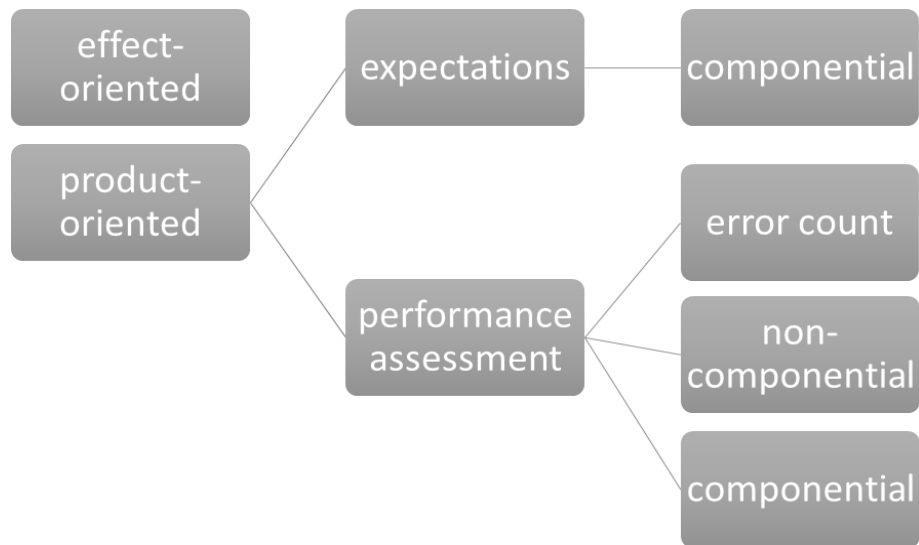 effect-
oriented
product-
oriented
expectations
performance
assessment
componential
error count
non-
componential
componential